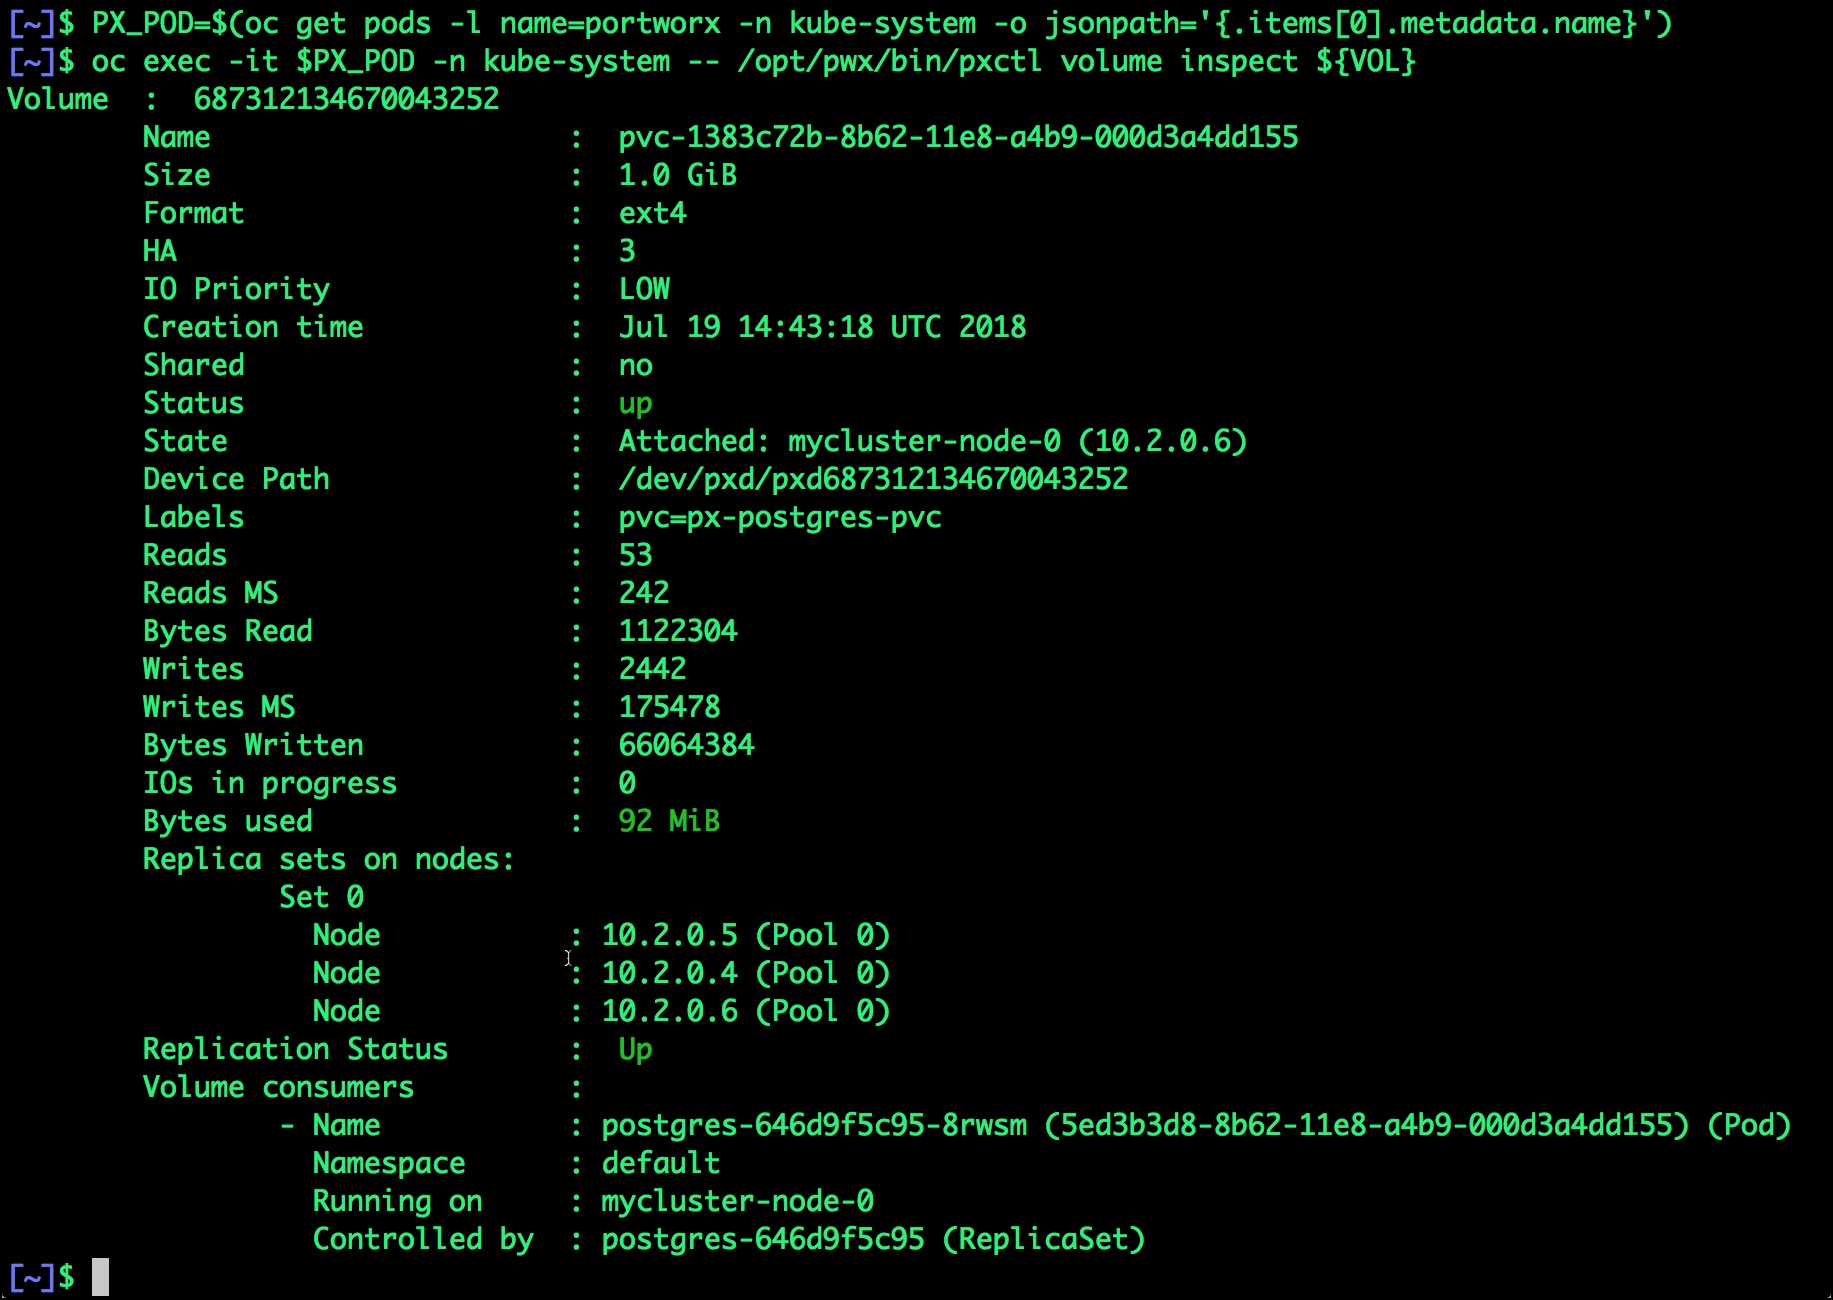 [~]$ PX_POD=$(oc get pods -l name=portworx -n kube-system -o jsonpath='{.items[0].metadata.name}')
[~]$ oc exec -it $PX_POD -n kube-system -- /opt/pwx/bin/pxctl volume inspect ${VOL}
Volume  :  687312134670043252
        Name                     :  pvc-1383c72b-8b62-11e8-a4b9-000d3a4dd155
        Size                     :  1.0 GiB
        Format                   :  ext4
        HA                       :  3
        IO Priority              :  LOW
        Creation time            :  Jul 19 14:43:18 UTC 2018
        Shared                   :  no
        Status                   :  up
        State                    :  Attached: mycluster-node-0 (10.2.0.6)
        Device Path              :  /dev/pxd/pxd687312134670043252
        Labels                   :  pvc=px-postgres-pvc
        Reads                    :  53
        Reads MS                 :  242
        Bytes Read               :  1122304
        Writes                   :  2442
        Writes MS                :  175478
        Bytes Written            :  66064384
        IOs in progress          :  0
        Bytes used               :  92 MiB
        Replica sets on nodes:
                Set 0
                  Node           : 10.2.0.5 (Pool 0)
                  Node           : 10.2.0.4 (Pool 0)
                  Node           : 10.2.0.6 (Pool 0)
        Replication Status       :  Up
        Volume consumers         :
                - Name           : postgres-646d9f5c95-8rwsm (5ed3b3d8-8b62-11e8-a4b9-000d3a4dd155) (Pod)
                  Namespace      : default
                  Running on     : mycluster-node-0
                  Controlled by  : postgres-646d9f5c95 (ReplicaSet)
[~]$